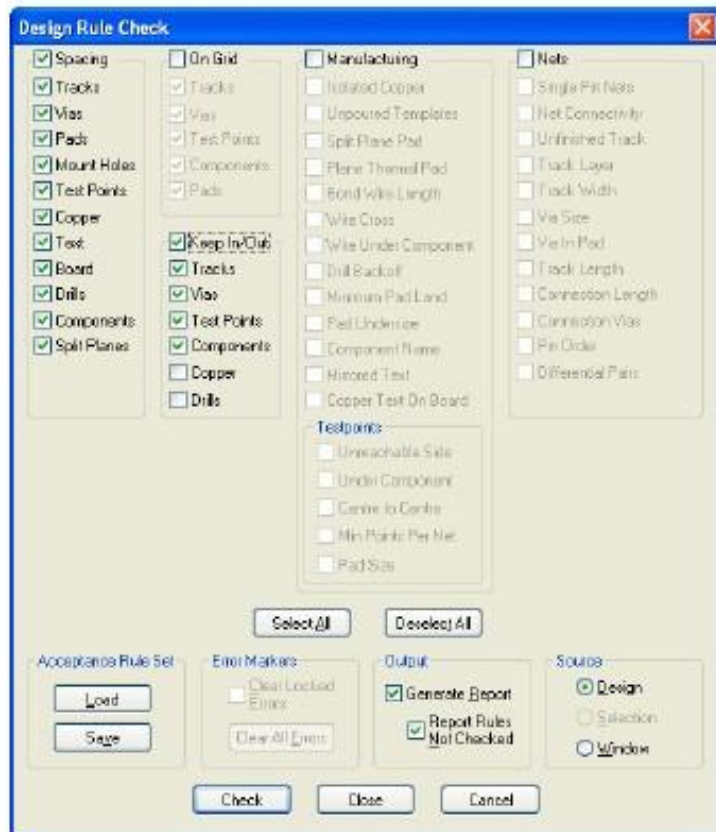 Design Rule Check
Spacing
Tracks
Vias
Pads
Mount Holes
Test Points
Copper
Text
Board
Drills
Components
Split Planes
On Grid
Tracks
Vias
Test Points
Components
Pads
Keep In/Out
Tracks
Vias
Test Points
Components
Copper
Drills
Manufacturing
Isolated Copper
Unpoured Templates
Split Plane Pad
Plane Thermal Pad
Bond Wire Length
Wire Cross
Wire Under Component
Drill Backoff
Minimum Pad Land
Pad Undersize
Component Name
Mirrored Text
Copper Text On Board
Testpoints
Unreachable Side
Under Component
Centre to Centre
Min Points Per Net
Pad Size
Nets
Single Pin Nets
Net Connectivity
Unfinished Track
Track Layer
Track Width
Via Size
Via In Pad
Track Length
Connection Length
Connection Vias
Pin Order
Differential Pairs
Select All
Deselect All
Acceptance Rule Set
Load
Save
Error Markers
Clear Locked
Errors
Clear All Errors
Output
Generate Report
Report Rules
Not Checked
Source
Design
Selection
Window
Check
Close
Cancel